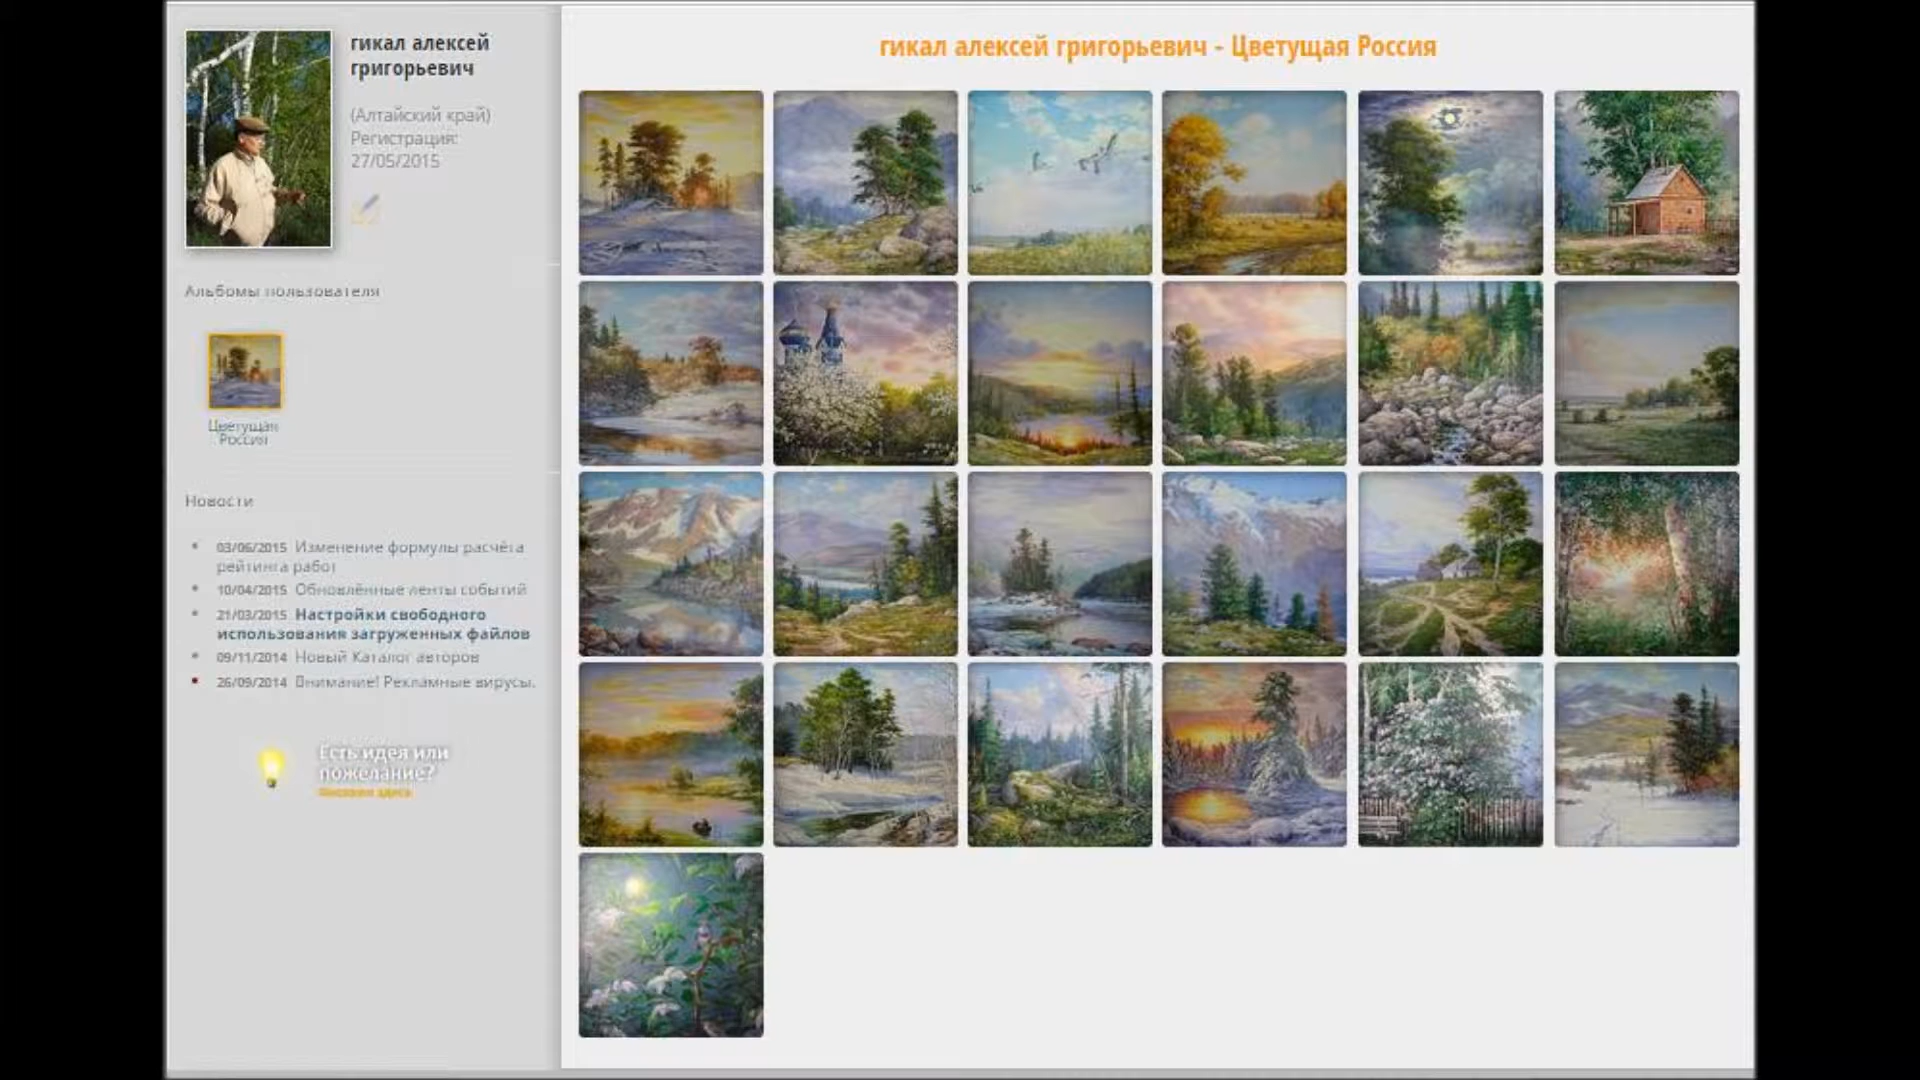 гикал алексей
григорьевич
(Алтайский край)
Регистрация:
27/05/2015
Альбомы пользователя
Цветущая
Россия
Новости
03/06/2015 Изменение формулы расчёта
рейтинга работ
10/04/2015 Обновлённые ленты событий
21/03/2015 Настройки свободного
использования загруженных файлов
09/11/2014 Новый Каталог авторов
26/09/2014 Внимание! Рекламные вирусы.
Есть идея или
пожелание?
здесь
гикал алексей григорьевич - Цветущая Россия